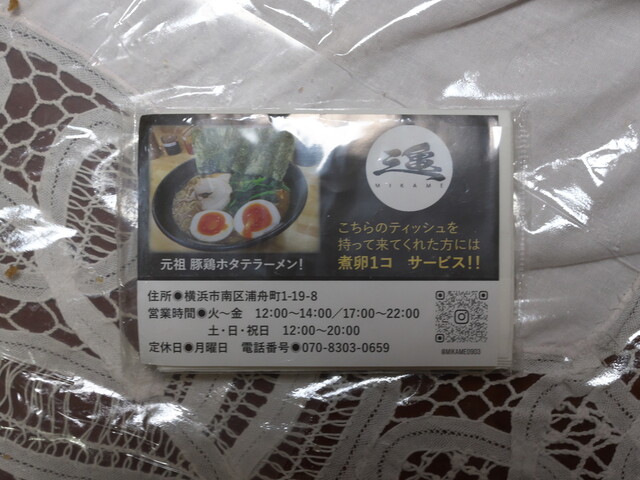 三亀
MIKAME
こちらのティッシュを
持って来てくれた方には
煮卵1コ サービス!!
元祖 豚鶏ホタテラーメン!
住所●横浜市南区浦舟町1-19-8
営業時間●火〜金 12:00〜14:00/17:00〜22:00
土・日・祝日 12:00〜20:00
定休日●月曜日 電話番号●070-8303-0659
@MIKAME0903